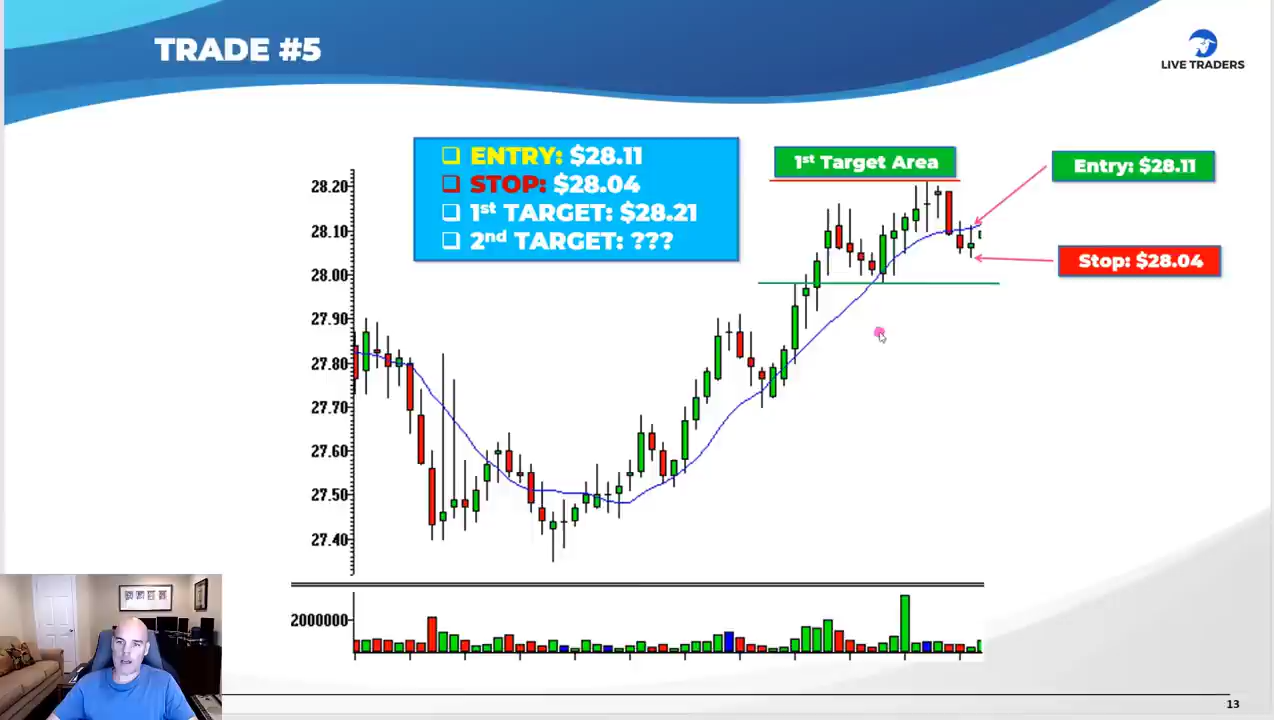 TRADE #5
LIVE TRADERS
❑ ENTRY: $28.11
❑ STOP: $28.04
❑ 1st TARGET: $28.21
❑ 2nd TARGET: ???
1st Target Area
Entry: $28.11
Stop: $28.04
28.20
28.10
28.00
27.90
27.80
27.70
27.60
27.50
27.40
2000000
13